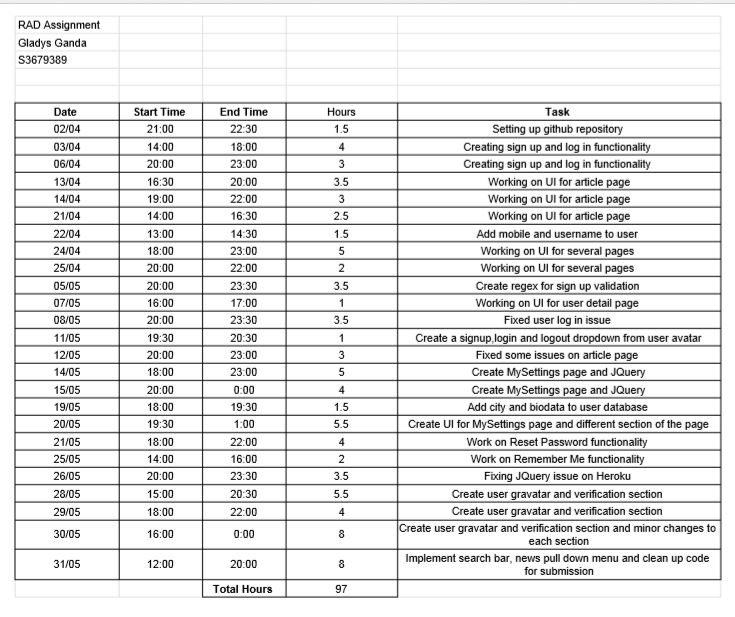 RAD Assignment
Gladys Ganda
S3679389
Date Start Time End Time Hours Task
02/04 21:00 22:30 1.5 Setting up github repository
03/04 14:00 18:00 4 Creating sign up and log in functionality
06/04 20:00 23:00 3 Creating sign up and log in functionality
13/04 16:30 20:00 3.5 Working on UI for article page
14/04 19:00 22:00 3 Working on UI for article page
21/04 14:00 16:30 2.5 Working on UI for article page
22/04 13:00 14:30 1.5 Add mobile and username to user
24/04 18:00 23:00 5 Working on UI for several pages
25/04 20:00 22:00 2 Working on UI for several pages
05/05 20:00 23:30 3.5 Create regex for sign up validation
07/05 16:00 17:00 1 Working on UI for user detail page
08/05 20:00 23:30 3.5 Fixed user log in issue
11/05 19:30 20:30 1 Create a signup,login and logout dropdown from user avatar
12/05 20:00 23:00 3 Fixed some issues on article page
14/05 18:00 23:00 5 Create MySettings page and JQuery
15/05 20:00 0:00 4 Create MySettings page and JQuery
19/05 18:00 19:30 1.5 Add city and biodata to user database
20/05 19:30 1:00 5.5 Create UI for MySettings page and different section of the page
21/05 18:00 22:00 4 Work on Reset Password functionality
25/05 14:00 16:00 2 Work on Remember Me functionality
26/05 20:00 23:30 3.5 Fixing JQuery issue on Heroku
28/05 15:00 20:30 5.5 Create user gravatar and verification section
29/05 18:00 22:00 4 Create user gravatar and verification section
30/05 16:00 0:00 8 Create user gravatar and verification section and minor changes to
each section
31/05 12:00 20:00 8 Implement search bar, news pull down menu and clean up code
for submission
Total Hours 97